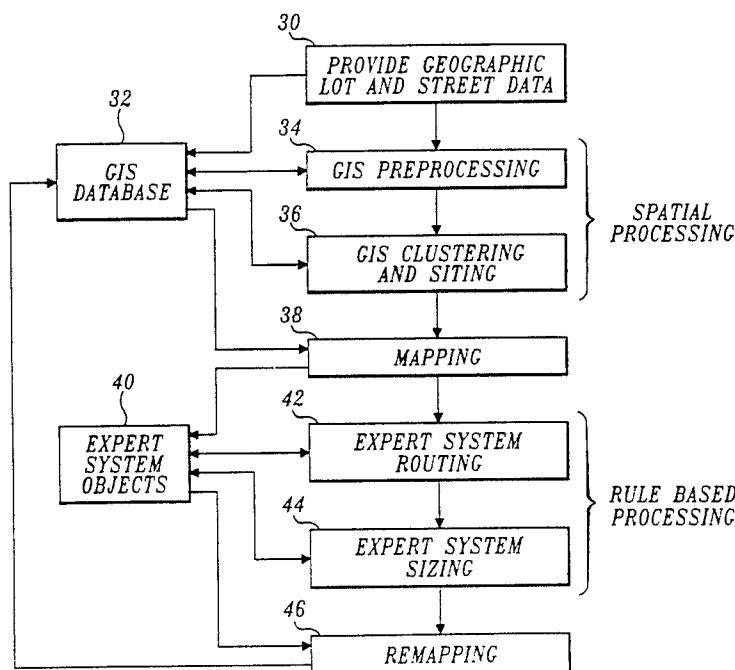 30
PROVIDE GEOGRAPHIC
LOT AND STREET DATA
32
GIS
DATABASE
34
GIS PREPROCESSING
36
GIS CLUSTERING
AND SITING
SPATIAL
PROCESSING
38
MAPPING
40
EXPERT
SYSTEM
OBJECTS
42
EXPERT SYSTEM
ROUTING
44
EXPERT SYSTEM
SIZING
RULE BASED
PROCESSING
46
REMAPPING